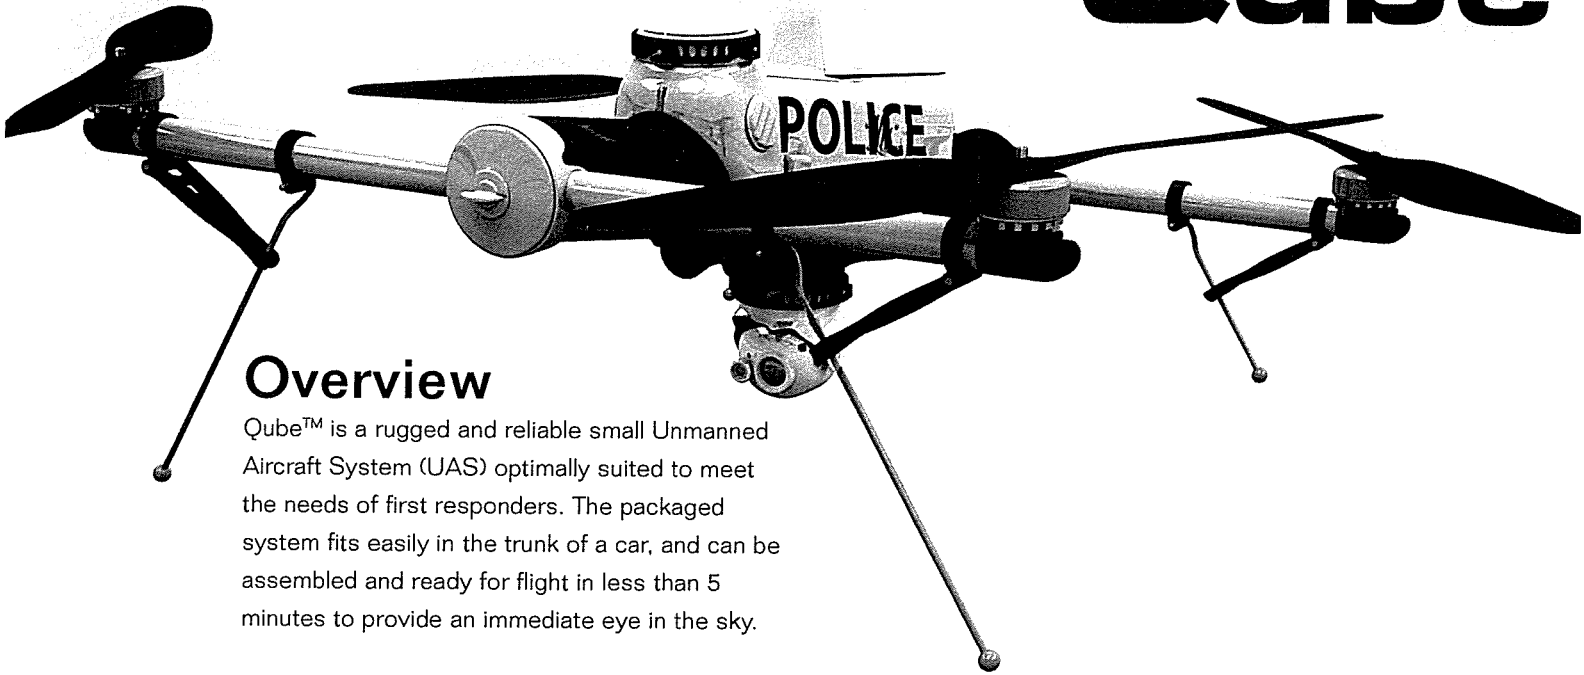 Qube
POLICE
Overview
Qube™ is a rugged and reliable small Unmanned
Aircraft System (UAS) optimally suited to meet
the needs of first responders. The packaged
system fits easily in the trunk of a car, and can be
assembled and ready for flight in less than 5
minutes to provide an immediate eye in the sky.